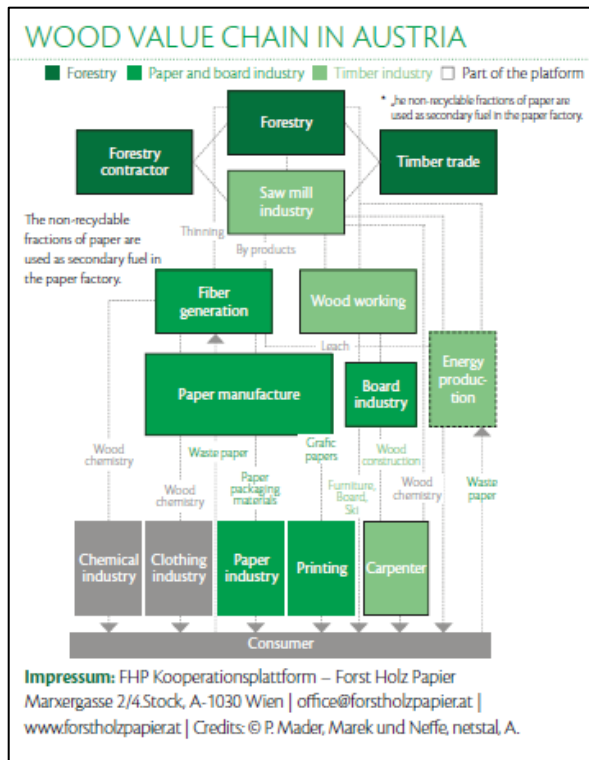 WOOD VALUE CHAIN IN AUSTRIA
Forestry
Paper and board industry
Timber industry
Part of the platform
* „he non-recyclable fractions of paper are
used as secondary fuel in the paper factory.
Forestry
Forestry
contractor
Timber trade
Saw mill
industry
The non-recyclable
fractions of paper are
used as secondary fuel in
the paper factory.
Thinning
By products
Fiber
generation
Wood working
Leach
Energy
produc-
tion
Paper manufacture
Board
industry
Wood
chemistry
Waste paper
Wood
chemistry
Paper
packaging
materials
Grafic
papers
Furniture,
Board,
Ski
Wood
construction
Wood
chemistry
Waste
paper
Chemical
industry
Clothing
industry
Paper
industry
Printing
Carpenter
Consumer
Impressum: FHP Kooperationsplattform – Forst Holz Papier
Marxergasse 2/4.Stock, A-1030 Wien | office@forstholzpapier.at |
www.forstholzpapier.at | Credits: © P. Mader, Marek und Neffe, netstal, A.